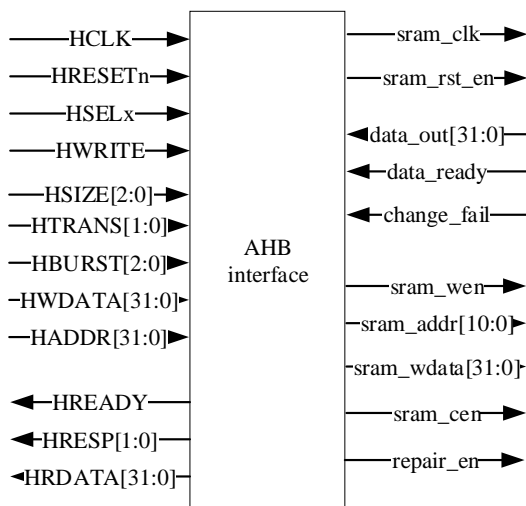 HCLK
HRESETn
HSELx
HWRITE
HSIZE[2:0]
HTRANS[1:0]
HBURST[2:0]
HWDATA[31:0]
HADDR[31:0]
HREADY
HRESP[1:0]
HRDATA[31:0]
AHB
interface
sram_clk
sram_rst_en
data_out[31:0]
data_ready
change_fail
sram_wen
sram_addr[10:0]
sram_wdata[31:0]
sram_cen
repair_en